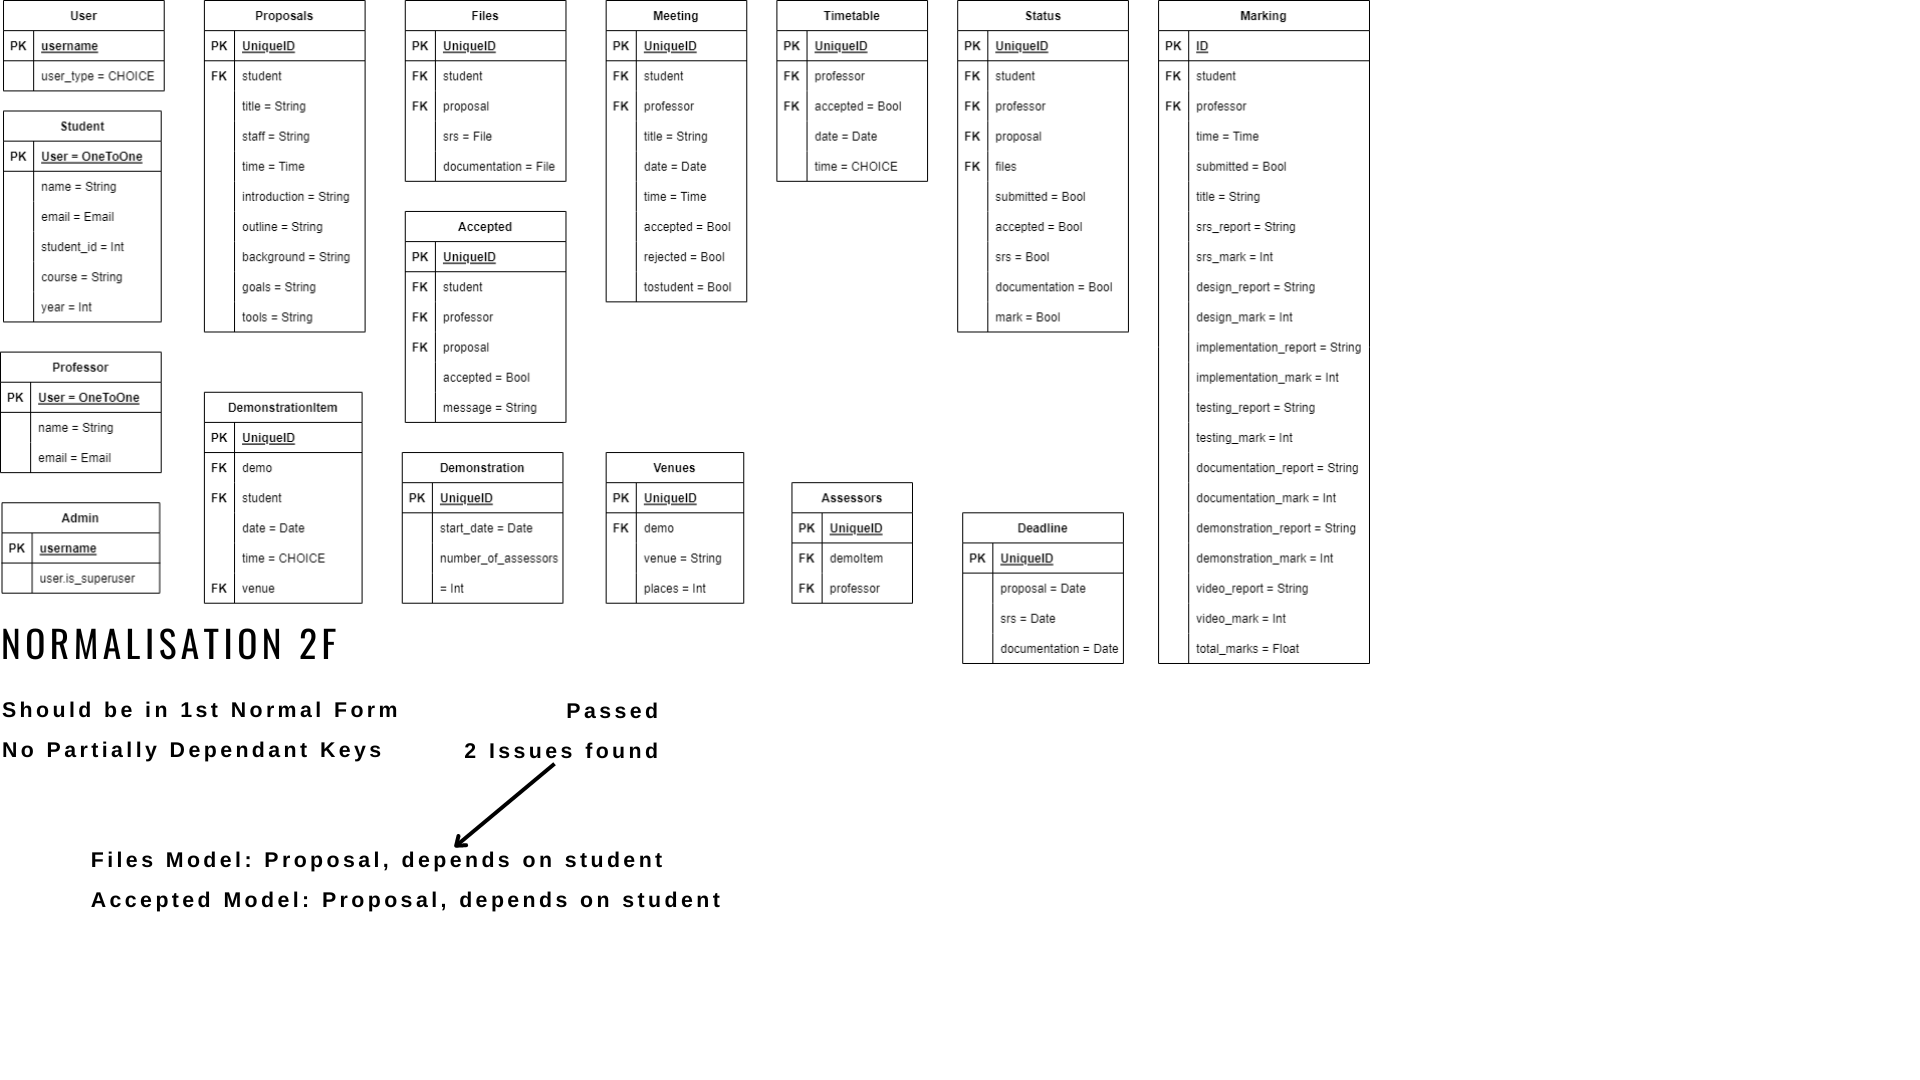 User
PK username
user_type = CHOICE
Student
PK User = OneToOne
name = String
email = Email
student_id = Int
course = String
year = Int
Professor
PK User = OneToOne
name = String
email = Email
Admin
PK username
user.is_superuser
Proposals
PK UniqueID
FK student
title = String
staff = String
time = Time
introduction = String
outline = String
background = String
goals = String
tools = String
DemonstrationItem
PK UniqueID
FK demo
FK student
date = Date
time = CHOICE
FK venue
Files
PK UniqueID
FK student
FK proposal
srs = File
documentation = File
Accepted
PK UniqueID
FK student
FK professor
FK proposal
accepted = Bool
message = String
Demonstration
PK UniqueID
start_date = Date
number_of_assessors
= Int
Meeting
PK UniqueID
FK student
FK professor
title = String
date = Date
time = Time
accepted = Bool
rejected = Bool
tostudent = Bool
Venues
PK UniqueID
FK demo
venue = String
places = Int
Timetable
PK UniqueID
FK professor
FK accepted = Bool
date = Date
time = CHOICE
Assessors
PK UniqueID
FK demoItem
FK professor
Status
PK UniqueID
FK student
FK professor
FK proposal
FK files
submitted = Bool
accepted = Bool
srs = Bool
documentation = Bool
mark = Bool
Deadline
PK UniqueID
proposal = Date
srs = Date
documentation = Date
Marking
PK ID
FK student
FK professor
time = Time
submitted = Bool
title = String
srs_report = String
srs_mark = Int
design_report = String
design_mark = Int
implementation_report = String
implementation_mark = Int
testing_report = String
testing_mark = Int
documentation_report = String
documentation_mark = Int
demonstration_report = String
demonstration_mark = Int
video_report = String
video_mark = Int
total_marks = Float
NORMALISATION 2F
Should be in 1st Normal Form Passed
No Partially Dependant Keys 2 Issues found
Files Model: Proposal, depends on student
Accepted Model: Proposal, depends on student